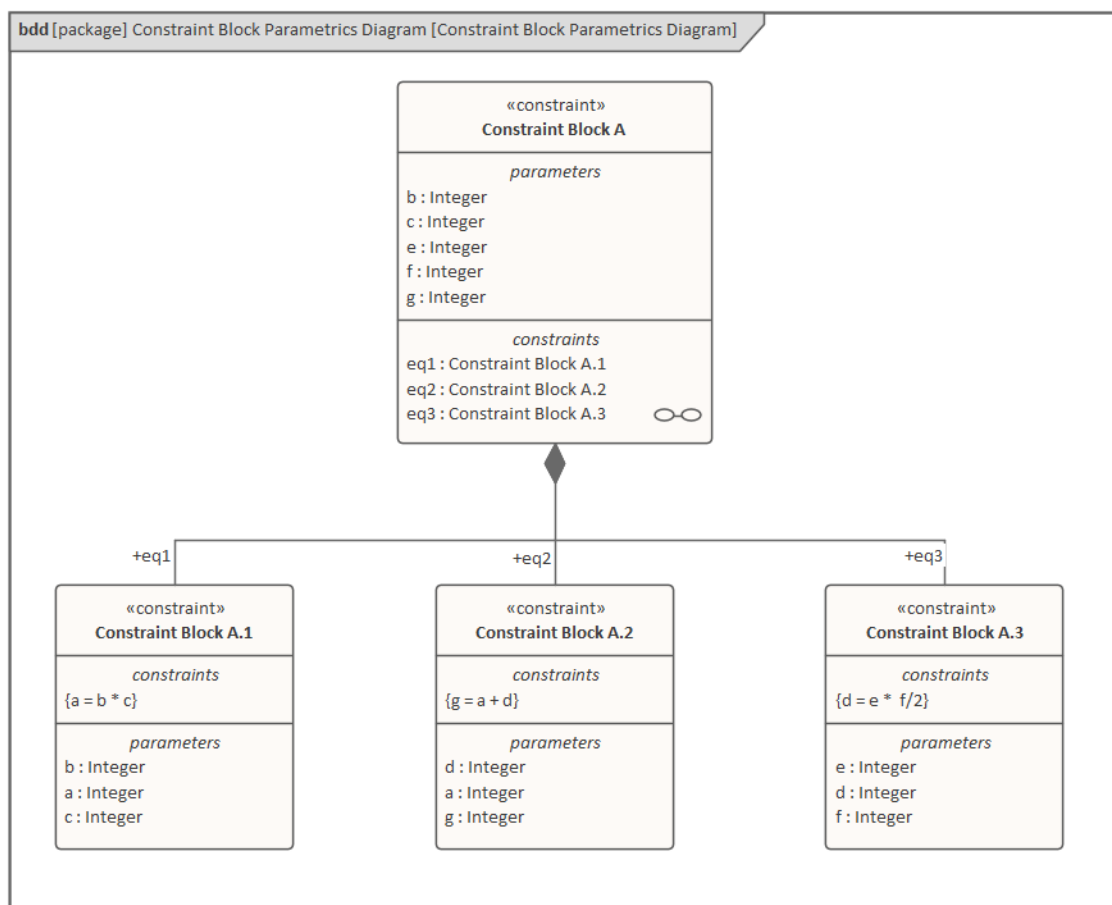 bdd [package] Constraint Block Parametrics Diagram [Constraint Block Parametrics Diagram]
«constraint»
Constraint Block A
parameters
b : Integer
c : Integer
e : Integer
f : Integer
g : Integer
constraints
eq1 : Constraint Block A.1
eq2 : Constraint Block A.2
eq3 : Constraint Block A.3
+eq1
+eq2
+eq3
«constraint»
Constraint Block A.1
constraints
{a = b * c}
parameters
b : Integer
a : Integer
c : Integer
«constraint»
Constraint Block A.2
constraints
{g = a + d}
parameters
d : Integer
a : Integer
g : Integer
«constraint»
Constraint Block A.3
constraints
{d = e *  f/2}
parameters
e : Integer
d : Integer
f : Integer